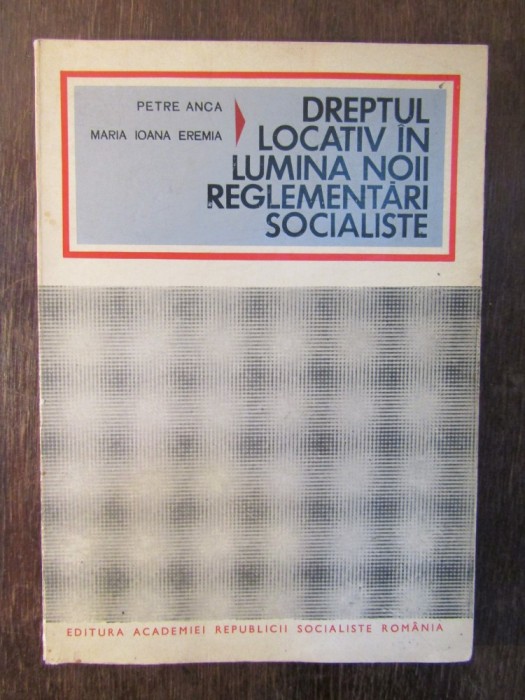 PETRE ANCA
MARIA IOANA EREMIA
DREPTUL
LOCATIV ÎN
LUMINA NOII
REGLEMENTĂRI
SOCIALISTE
EDITURA ACADEMIEI REPUBLICII SOCIALISTE ROMÂNIA